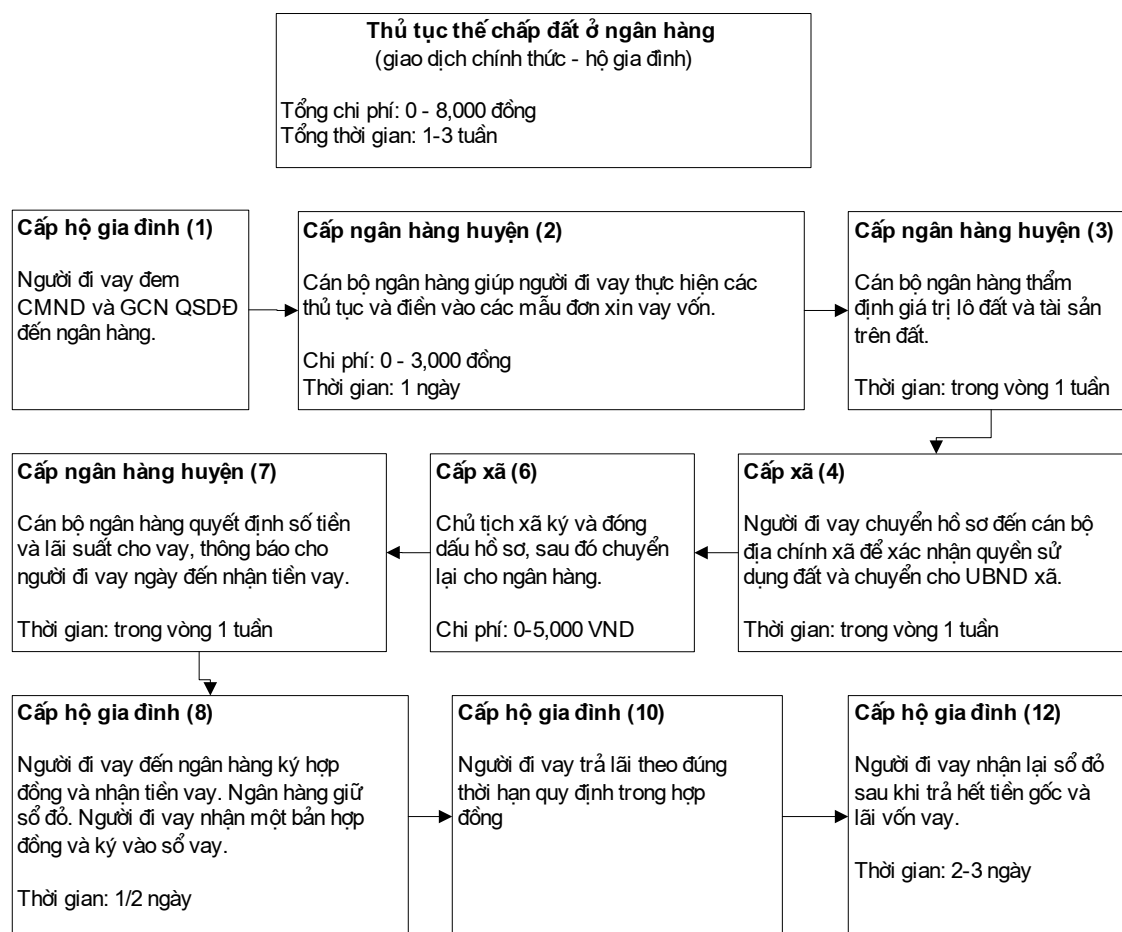 Thủ tục thế chấp đất ở ngân hàng
(giao dịch chính thức - hộ gia đình)
Tổng chi phí: 0 - 8,000 đồng
Tổng thời gian: 1-3 tuần
Cấp hộ gia đình (1)
Người đi vay đem
CMND và GCN QSDĐ
đến ngân hàng.
Cấp ngân hàng huyện (2)
Cán bộ ngân hàng giúp người đi vay thực hiện các
thủ tục và điền vào các mẫu đơn xin vay vốn.
Chi phí: 0 - 3,000 đồng
Thời gian: 1 ngày
Cấp ngân hàng huyện (3)
Cán bộ ngân hàng thẩm
định giá trị lô đất và tài sản
trên đất.
Thời gian: trong vòng 1 tuần
Cấp xã (4)
Người đi vay chuyển hồ sơ đến cán bộ
địa chính xã để xác nhận quyền sử
dụng đất và chuyển cho UBND xã.
Thời gian: trong vòng 1 tuần
Cấp xã (6)
Chủ tịch xã ký và đóng
dấu hồ sơ, sau đó chuyển
lại cho ngân hàng.
Chi phí: 0-5,000 VND
Cấp ngân hàng huyện (7)
Cán bộ ngân hàng quyết định số tiền
và lãi suất cho vay, thông báo cho
người đi vay ngày đến nhận tiền vay.
Thời gian: trong vòng 1 tuần
Cấp hộ gia đình (8)
Người đi vay đến ngân hàng ký hợp
đồng và nhận tiền vay. Ngân hàng giữ
sổ đỏ. Người đi vay nhận một bản hợp
đồng và ký vào sổ vay.
Thời gian: 1/2 ngày
Cấp hộ gia đình (10)
Người đi vay trả lãi theo đúng
thời hạn quy định trong hợp
đồng
Cấp hộ gia đình (12)
Người đi vay nhận lại sổ đỏ
sau khi trả hết tiền gốc và
lãi vốn vay.
Thời gian: 2-3 ngày